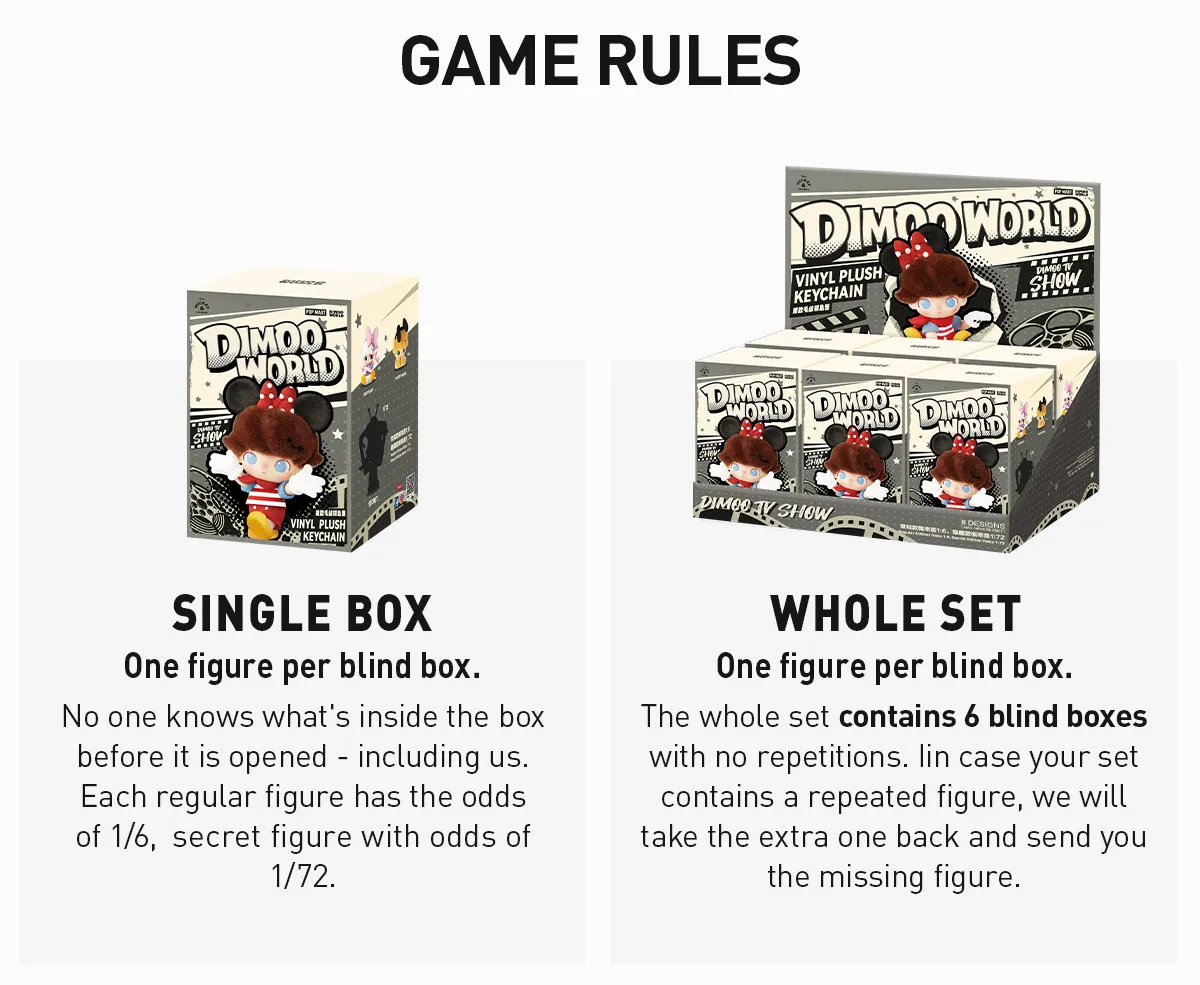 GAME RULES
POP MART
DIMOO
WORLD
DIMOO TV
SHOW
VINYL PLUSH
KEYCHAIN
DIMOO WORLD
VINYL PLUSH
KEYCHAIN
DIMOO TV
SHOW
DIMOO
WORLD
DIMOO
WORLD
DIMOO
WORLD
DIMOO TV SHOW
6 DESIGNS
SINGLE BOX
One figure per blind box.
No one knows what's inside the box
before it is opened - including us.
Each regular figure has the odds
of 1/6,  secret figure with odds of
1/72.
WHOLE SET
One figure per blind box.
The whole set contains 6 blind boxes
with no repetitions. Iin case your set
contains a repeated figure, we will
take the extra one back and send you
the missing figure.